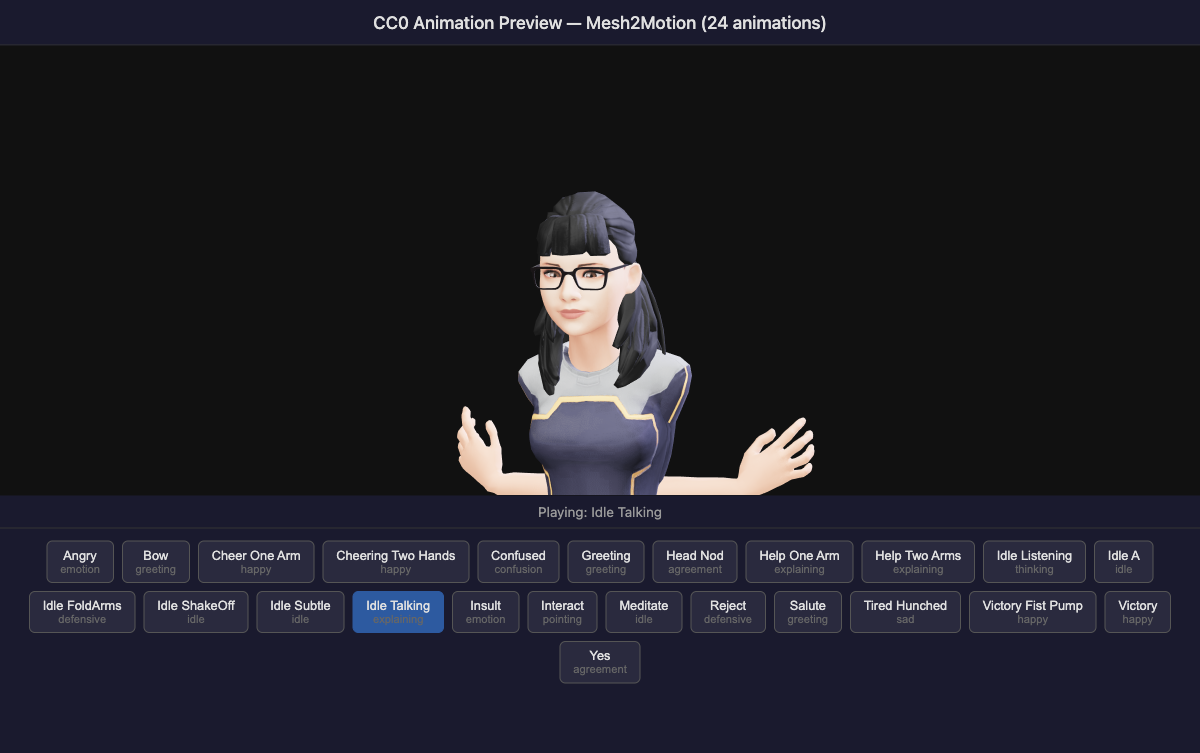 CC0 Animation Preview — Mesh2Motion (24 animations)
Playing: Idle Talking
Angry
emotion
Bow
greeting
Cheer One Arm
happy
Cheering Two Hands
happy
Confused
confusion
Greeting
greeting
Head Nod
agreement
Help One Arm
explaining
Help Two Arms
explaining
Idle Listening
thinking
Idle A
idle
Idle FoldArms
defensive
Idle ShakeOff
idle
Idle Subtle
idle
Idle Talking
explaining
Insult
emotion
Interact
pointing
Meditate
idle
Reject
defensive
Salute
greeting
Tired Hunched
sad
Victory Fist Pump
happy
Victory
happy
Yes
agreement